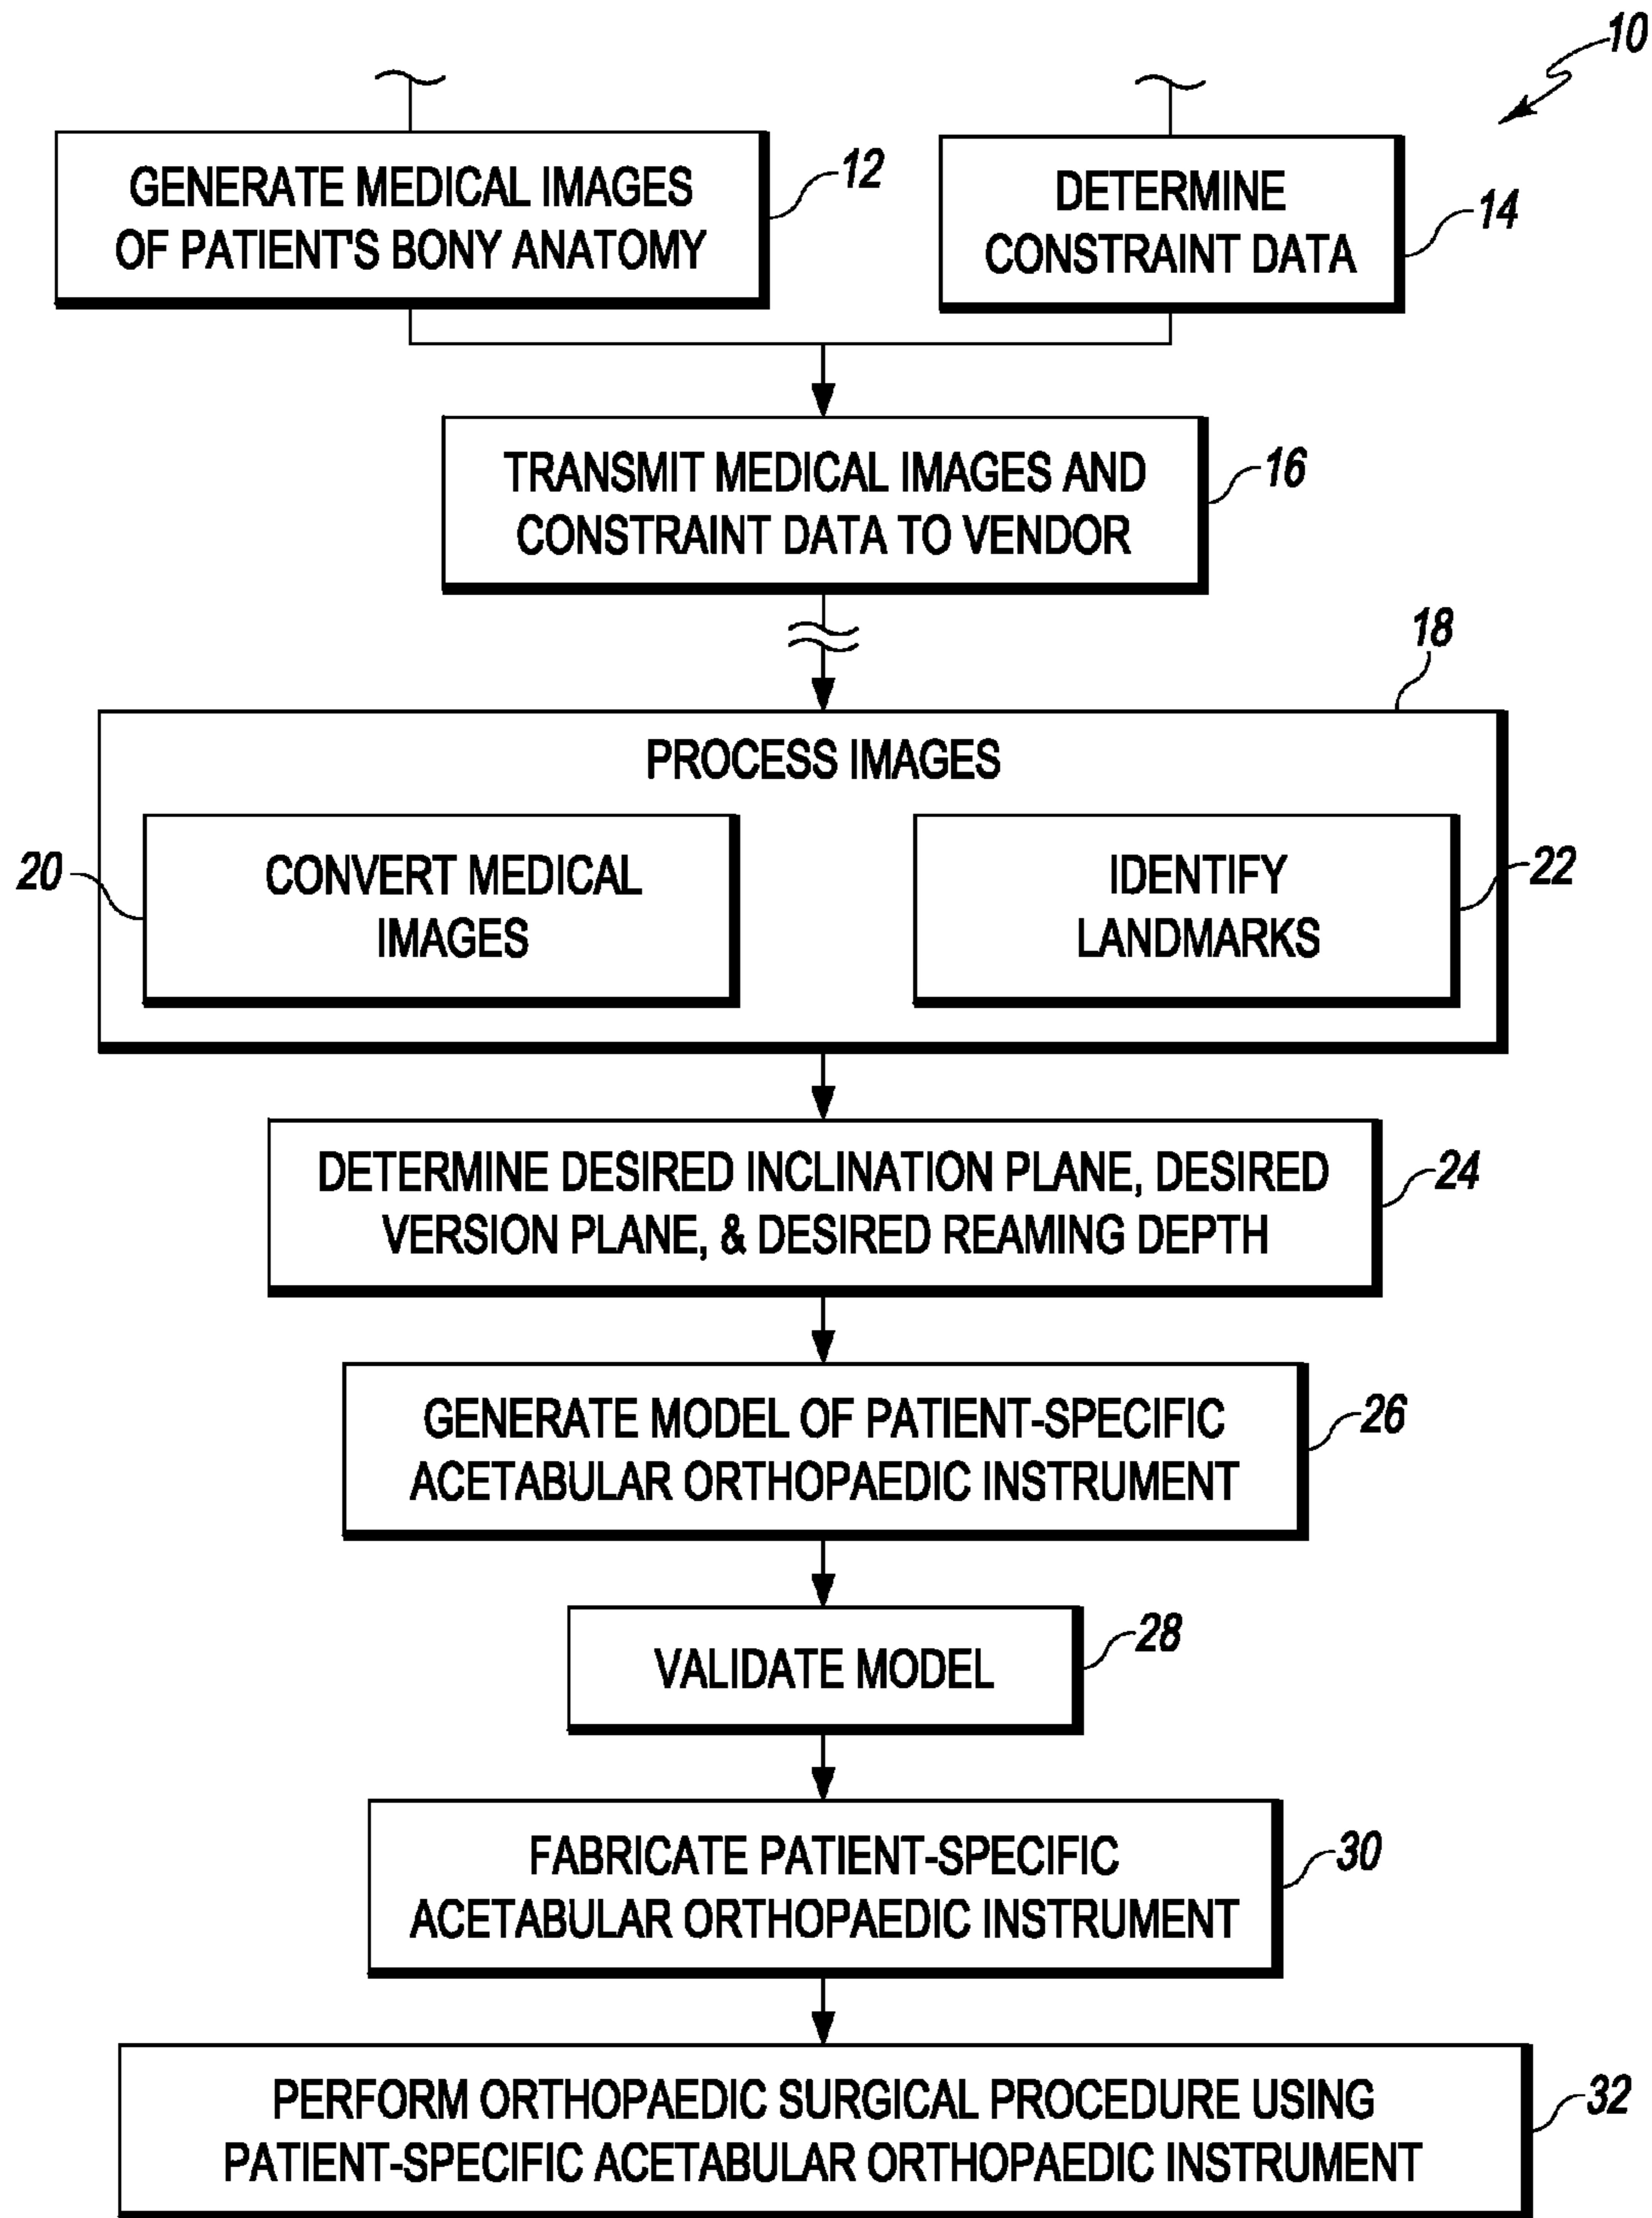 10
GENERATE MEDICAL IMAGES
OF PATIENT'S BONY ANATOMY
12
DETERMINE
CONSTRAINT DATA
14
TRANSMIT MEDICAL IMAGES AND
CONSTRAINT DATA TO VENDOR
16
18
PROCESS IMAGES
20
CONVERT MEDICAL
IMAGES
IDENTIFY
LANDMARKS
22
DETERMINE DESIRED INCLINATION PLANE, DESIRED
VERSION PLANE, & DESIRED REAMING DEPTH
24
GENERATE MODEL OF PATIENT-SPECIFIC
ACETABULAR ORTHOPAEDIC INSTRUMENT
26
VALIDATE MODEL
28
FABRICATE PATIENT-SPECIFIC
ACETABULAR ORTHOPAEDIC INSTRUMENT
30
PERFORM ORTHOPAEDIC SURGICAL PROCEDURE USING
PATIENT-SPECIFIC ACETABULAR ORTHOPAEDIC INSTRUMENT
32